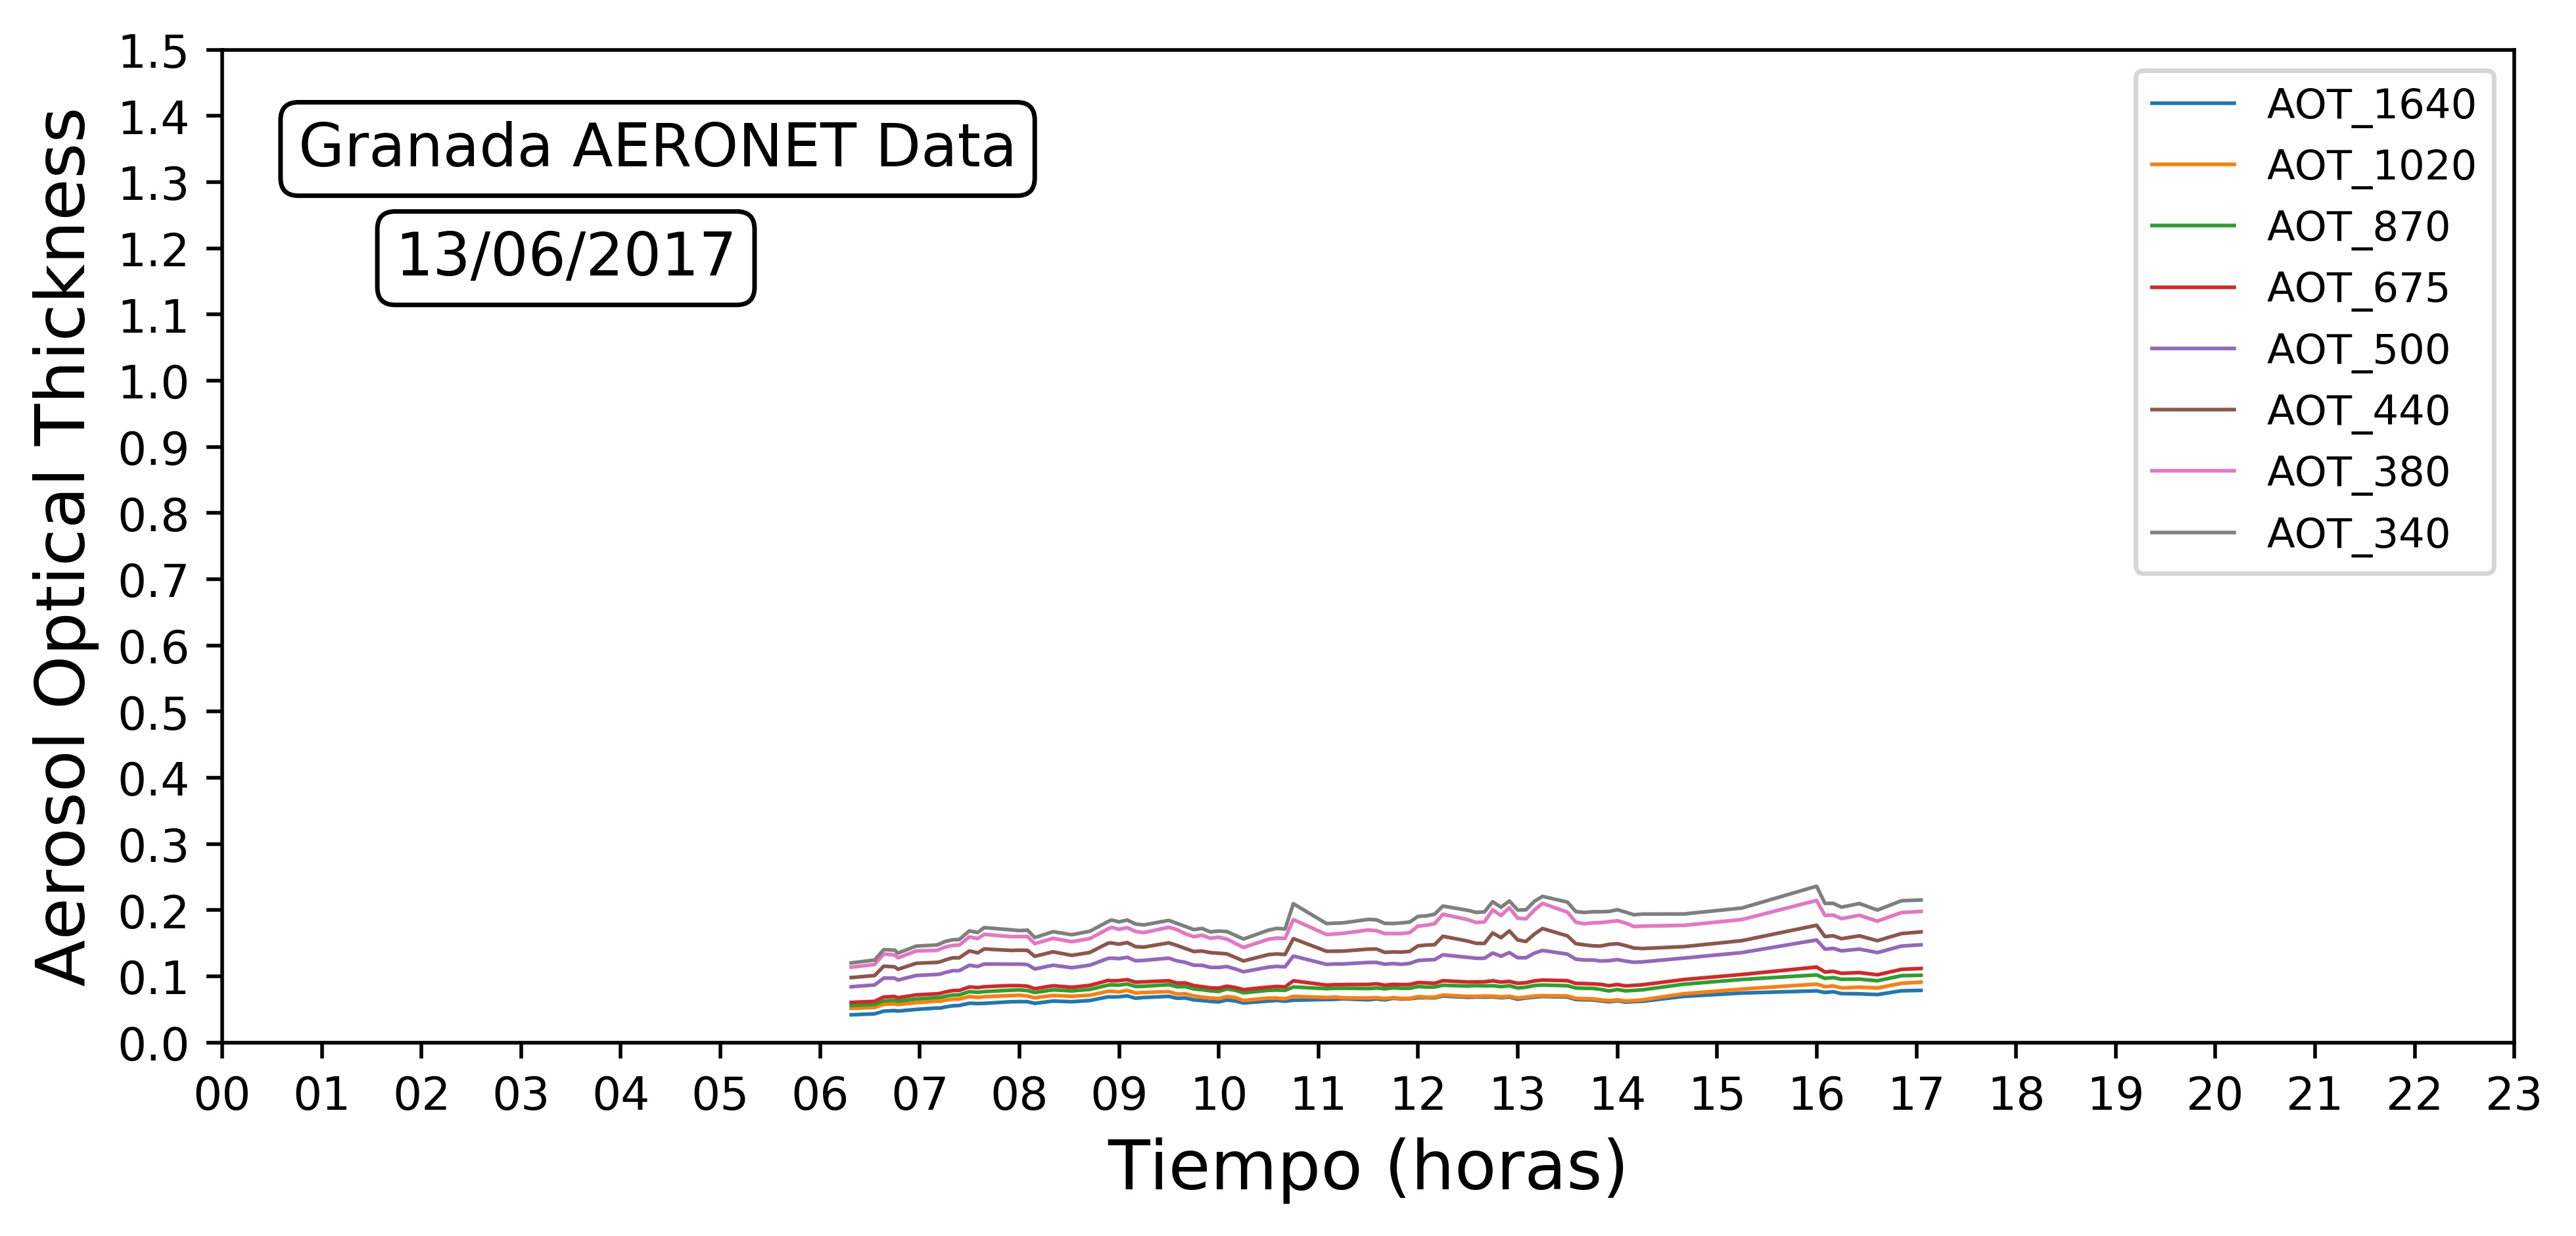 Aerosol Optical Thickness
1.5
1.4
1.3
1.2
1.1
1.0
0.9
0.8
0.7
0.6
0.5
0.4
0.3
0.2
0.1
0.0
Granada AERONET Data
13/06/2017
AOT_1640
AOT_1020
AOT_870
AOT_675
AOT_500
AOT_440
AOT_380
AOT_340
00 01 02 03 04 05 06 07 08 09 10 11 12 13 14 15 16 17 18 19 20 21 22 23
Tiempo (horas)